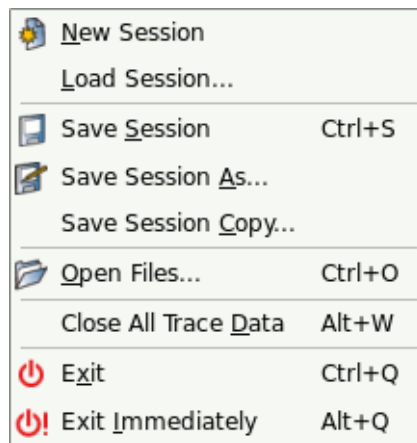 New Session
Load Session...
Save Session Ctrl+S
Save Session As...
Save Session Copy...
Open Files... Ctrl+O
Close All Trace Data Alt+W
Exit Ctrl+Q
Exit Immediately Alt+Q